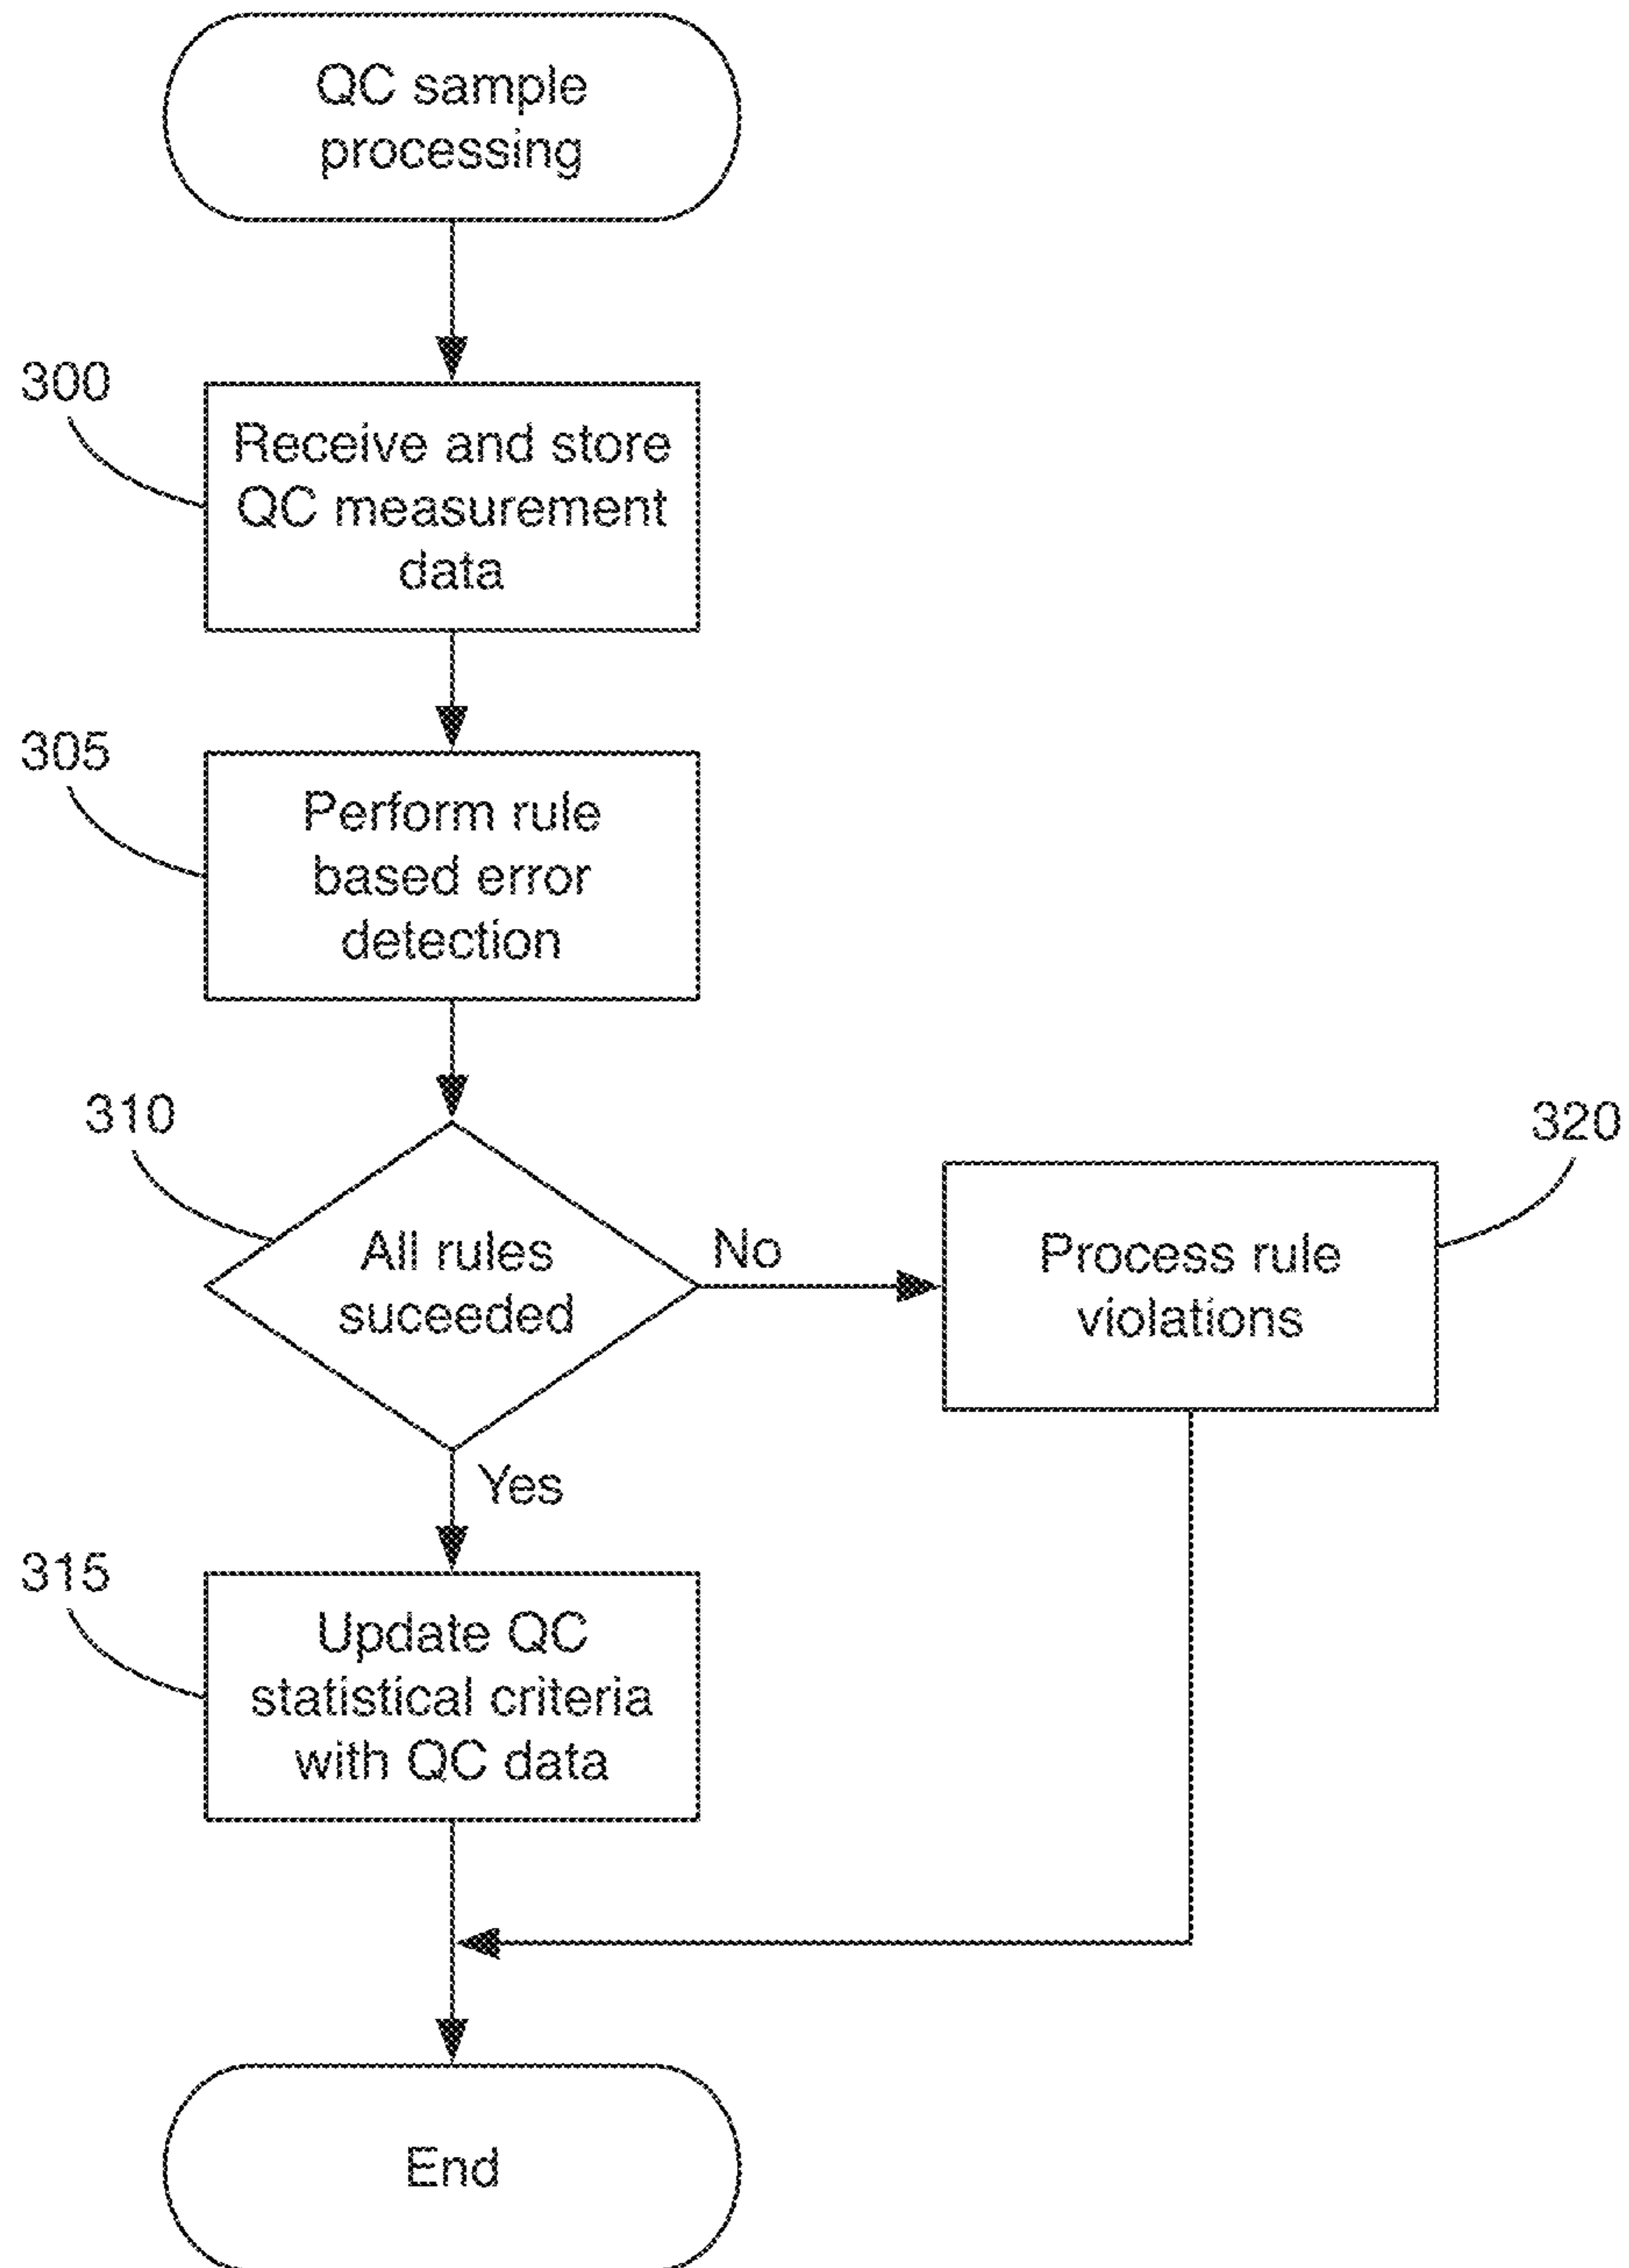 QC sample
processing
300
Receive and store
QC measurement
data
305
Perform rule
based error
detection
310
All rules
suceeded
No
320
Process rule
violations
Yes
315
Update QC
statistical criteria
with QC data
End